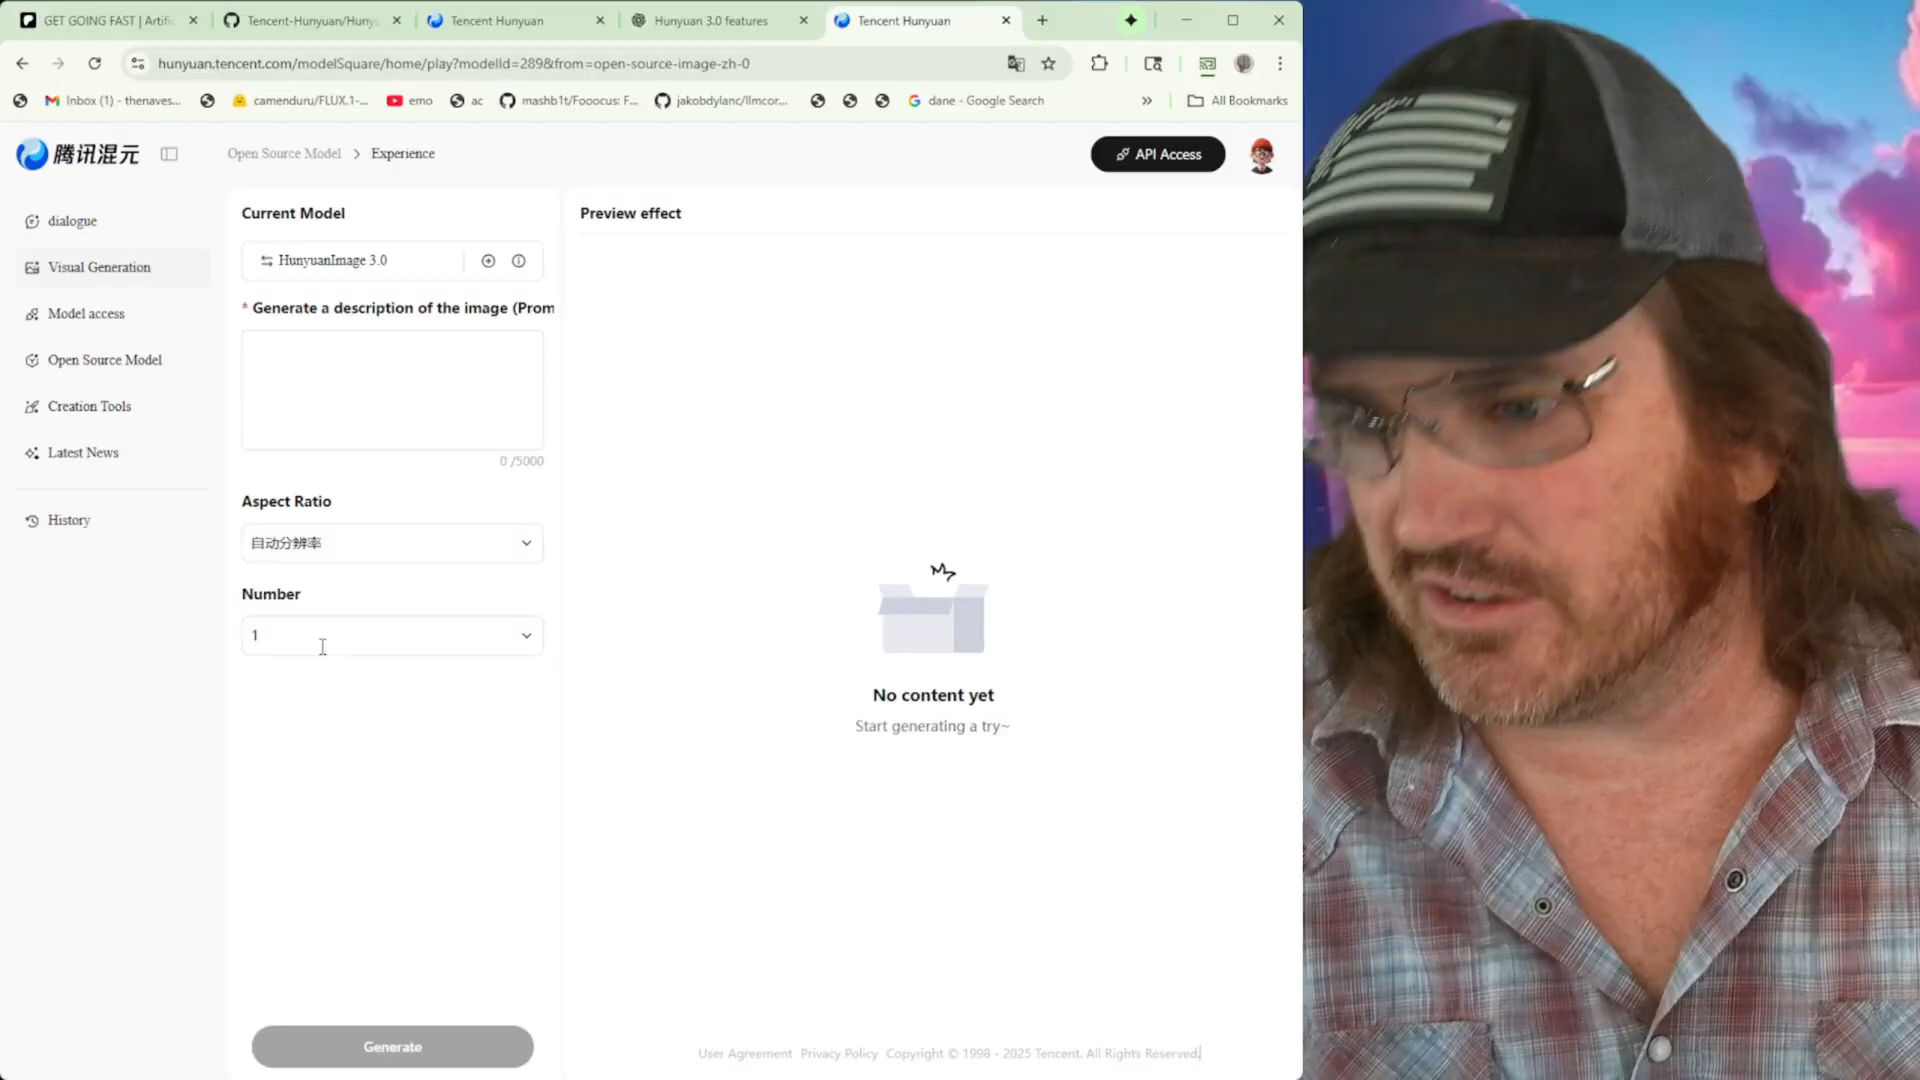 GET GOING FAST | Artifi
Tencent-Hunyuan/Huny
Tencent Hunyuan
Hunyuan 3.0 features
Tencent Hunyuan
hunyuan.tencent.com/modelSquare/home/play?modelId=289&from=open-source-image-zh-0
Inbox (1) - thenaves...
camenduru/FLUX.1-...
emo
ac
mashb1t/Fooocus: F...
jakobdylanc/llmcor...
dane - Google Search
All Bookmarks
腾讯混元
Open Source Model > Experience
API Access
dialogue
Visual Generation
Model access
Open Source Model
Creation Tools
Latest News
History
Current Model
HunyuanImage 3.0
* Generate a description of the image (Prom
0 /5000
Aspect Ratio
自动分辨率
Number
1
Generate
Preview effect
No content yet
Start generating a try~
User Agreement Privacy Policy Copyright © 1998 - 2025 Tencent. All Rights Reserved.